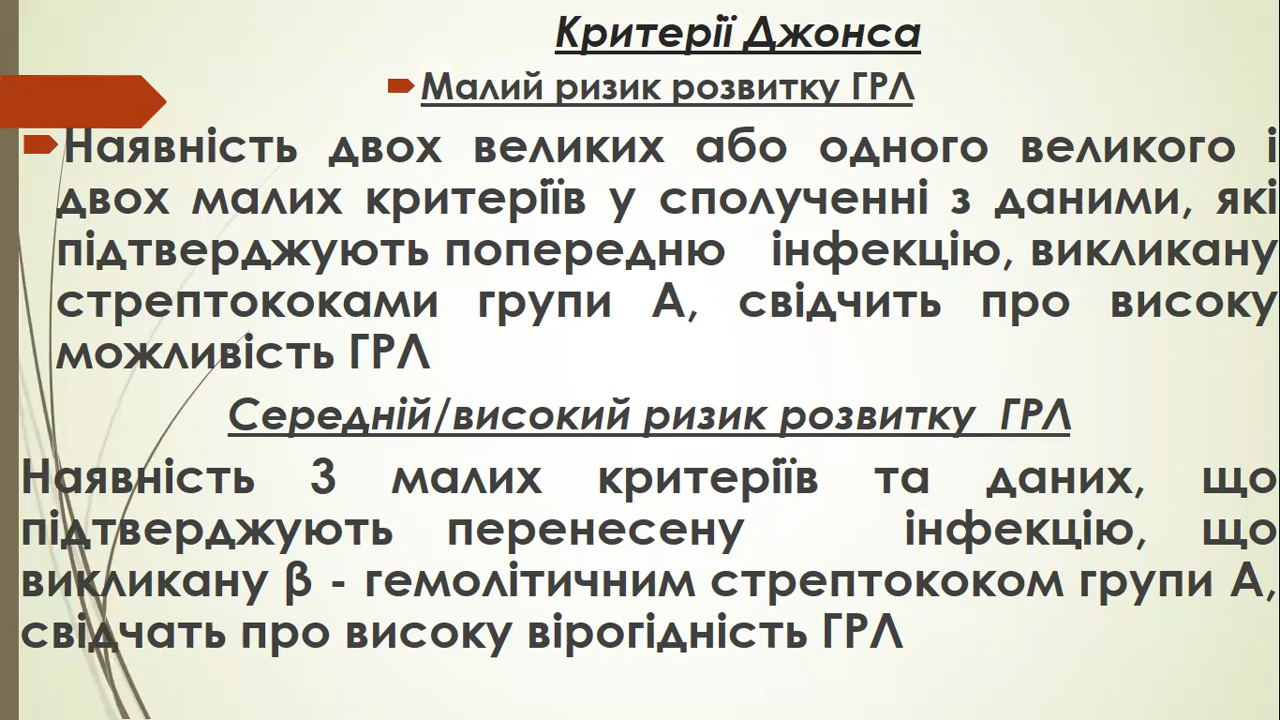 Критерії Джонса
Малий ризик розвитку ГРЛ
Наявність двох великих або одного великого і
двох малих критеріїв у сполученні з даними, які
підтверджують попередню інфекцію, викликану
стрептококами групи А, свідчить про високу
можливість ГРЛ
Середній/високий ризик розвитку ГРЛ
Наявність 3 малих критеріїв та даних, що
підтверджують перенесену інфекцію, що
викликану β - гемолітичним стрептококом групи А,
свідчать про високу вірогідність ГРЛ